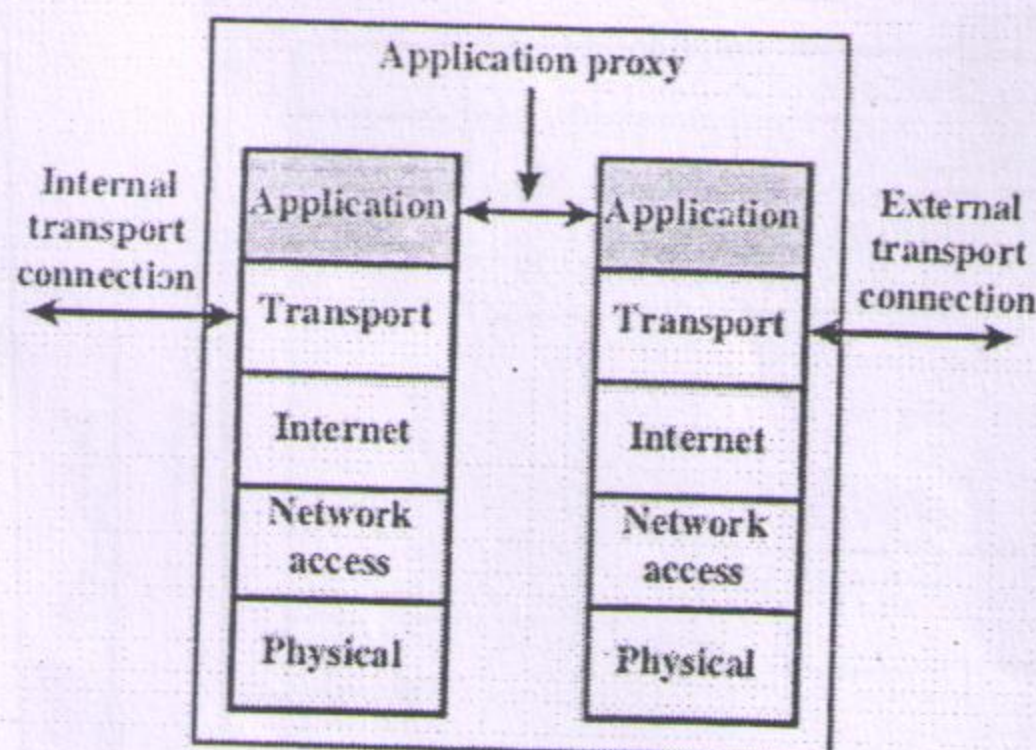 Application proxy
Internal
transport
connection
Application
Application
External
transport
connection
Transport
Transport
Internet
Internet
Network
access
Network
access
Physical
Physical